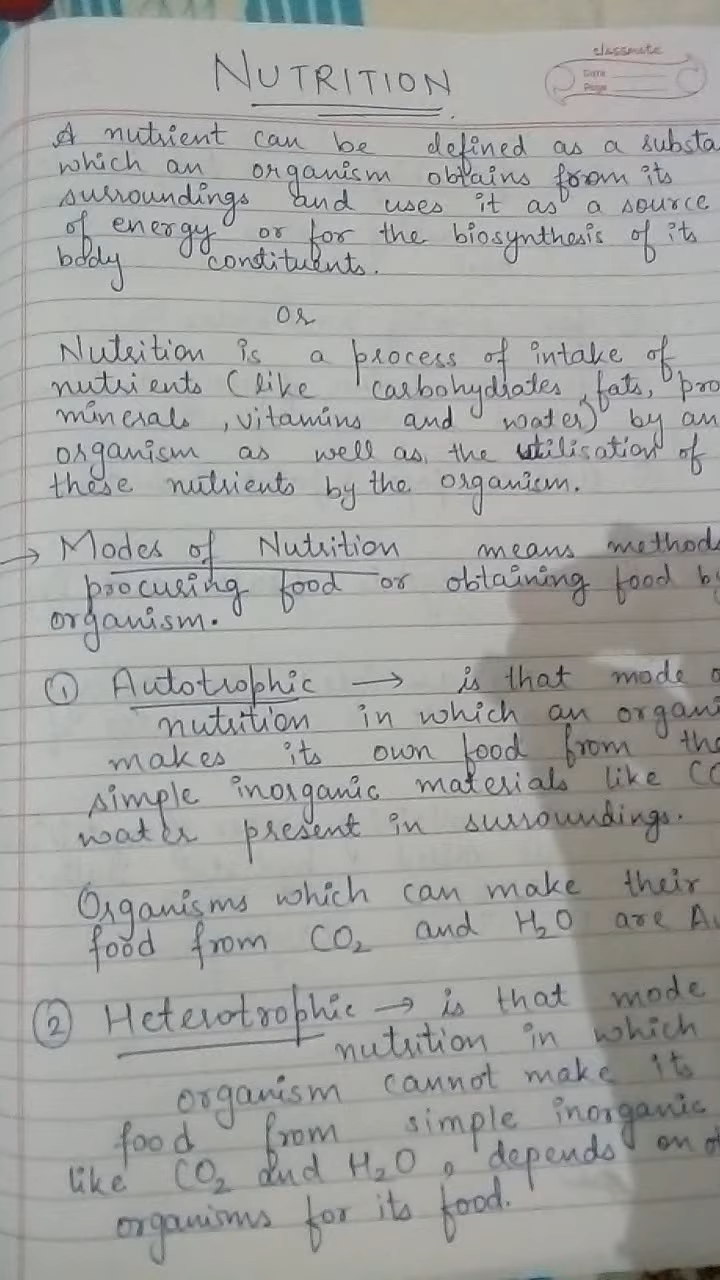 NUTRITION
classmate
Date
Page
A nutrient can be defined as a substa
which an organism obtains from its
surroundings and uses it as a source
of energy or for the biosynthesis of its
body constituents.
or
Nutrition is a process of intake of
nutrients (like carbohydrates, fats, pro
minerals, vitamins and water) by an
organism as well as the utilisation of
these nutrients by the organism.
→ Modes of Nutrition means method
procuring food or obtaining food by
organism.
① Autotrophic → is that mode o
nutrition in which an organi
makes its own food from the
simple inorganic materials like CO
water present in surroundings.
Organisms which can make their
food from CO₂ and H₂O are Au
② Heterotrophic → is that mode
nutrition in which
organism cannot make its
food from simple inorganic
like CO₂ and H₂O, depends on ot
organisms for its food.